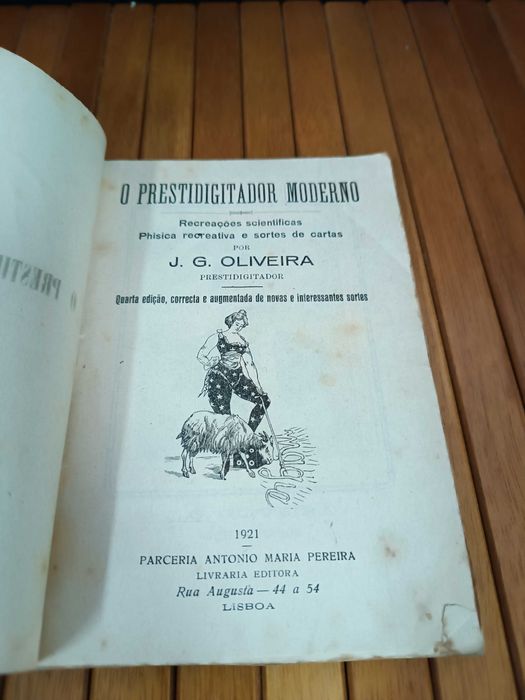 O PRESTIDIGITADOR MODERNO
Recreações scientificas
Phisica recreativa e sortes de cartas
POR
J. G. OLIVEIRA
PRESTIDIGITADOR
Quarta edição, correcta e augmentada de novas e interessantes sortes
Magie
1921
PARCERIA ANTONIO MARIA PEREIRA
LIVRARIA EDITORA
Rua Augusta — 44 a 54
LISBOA